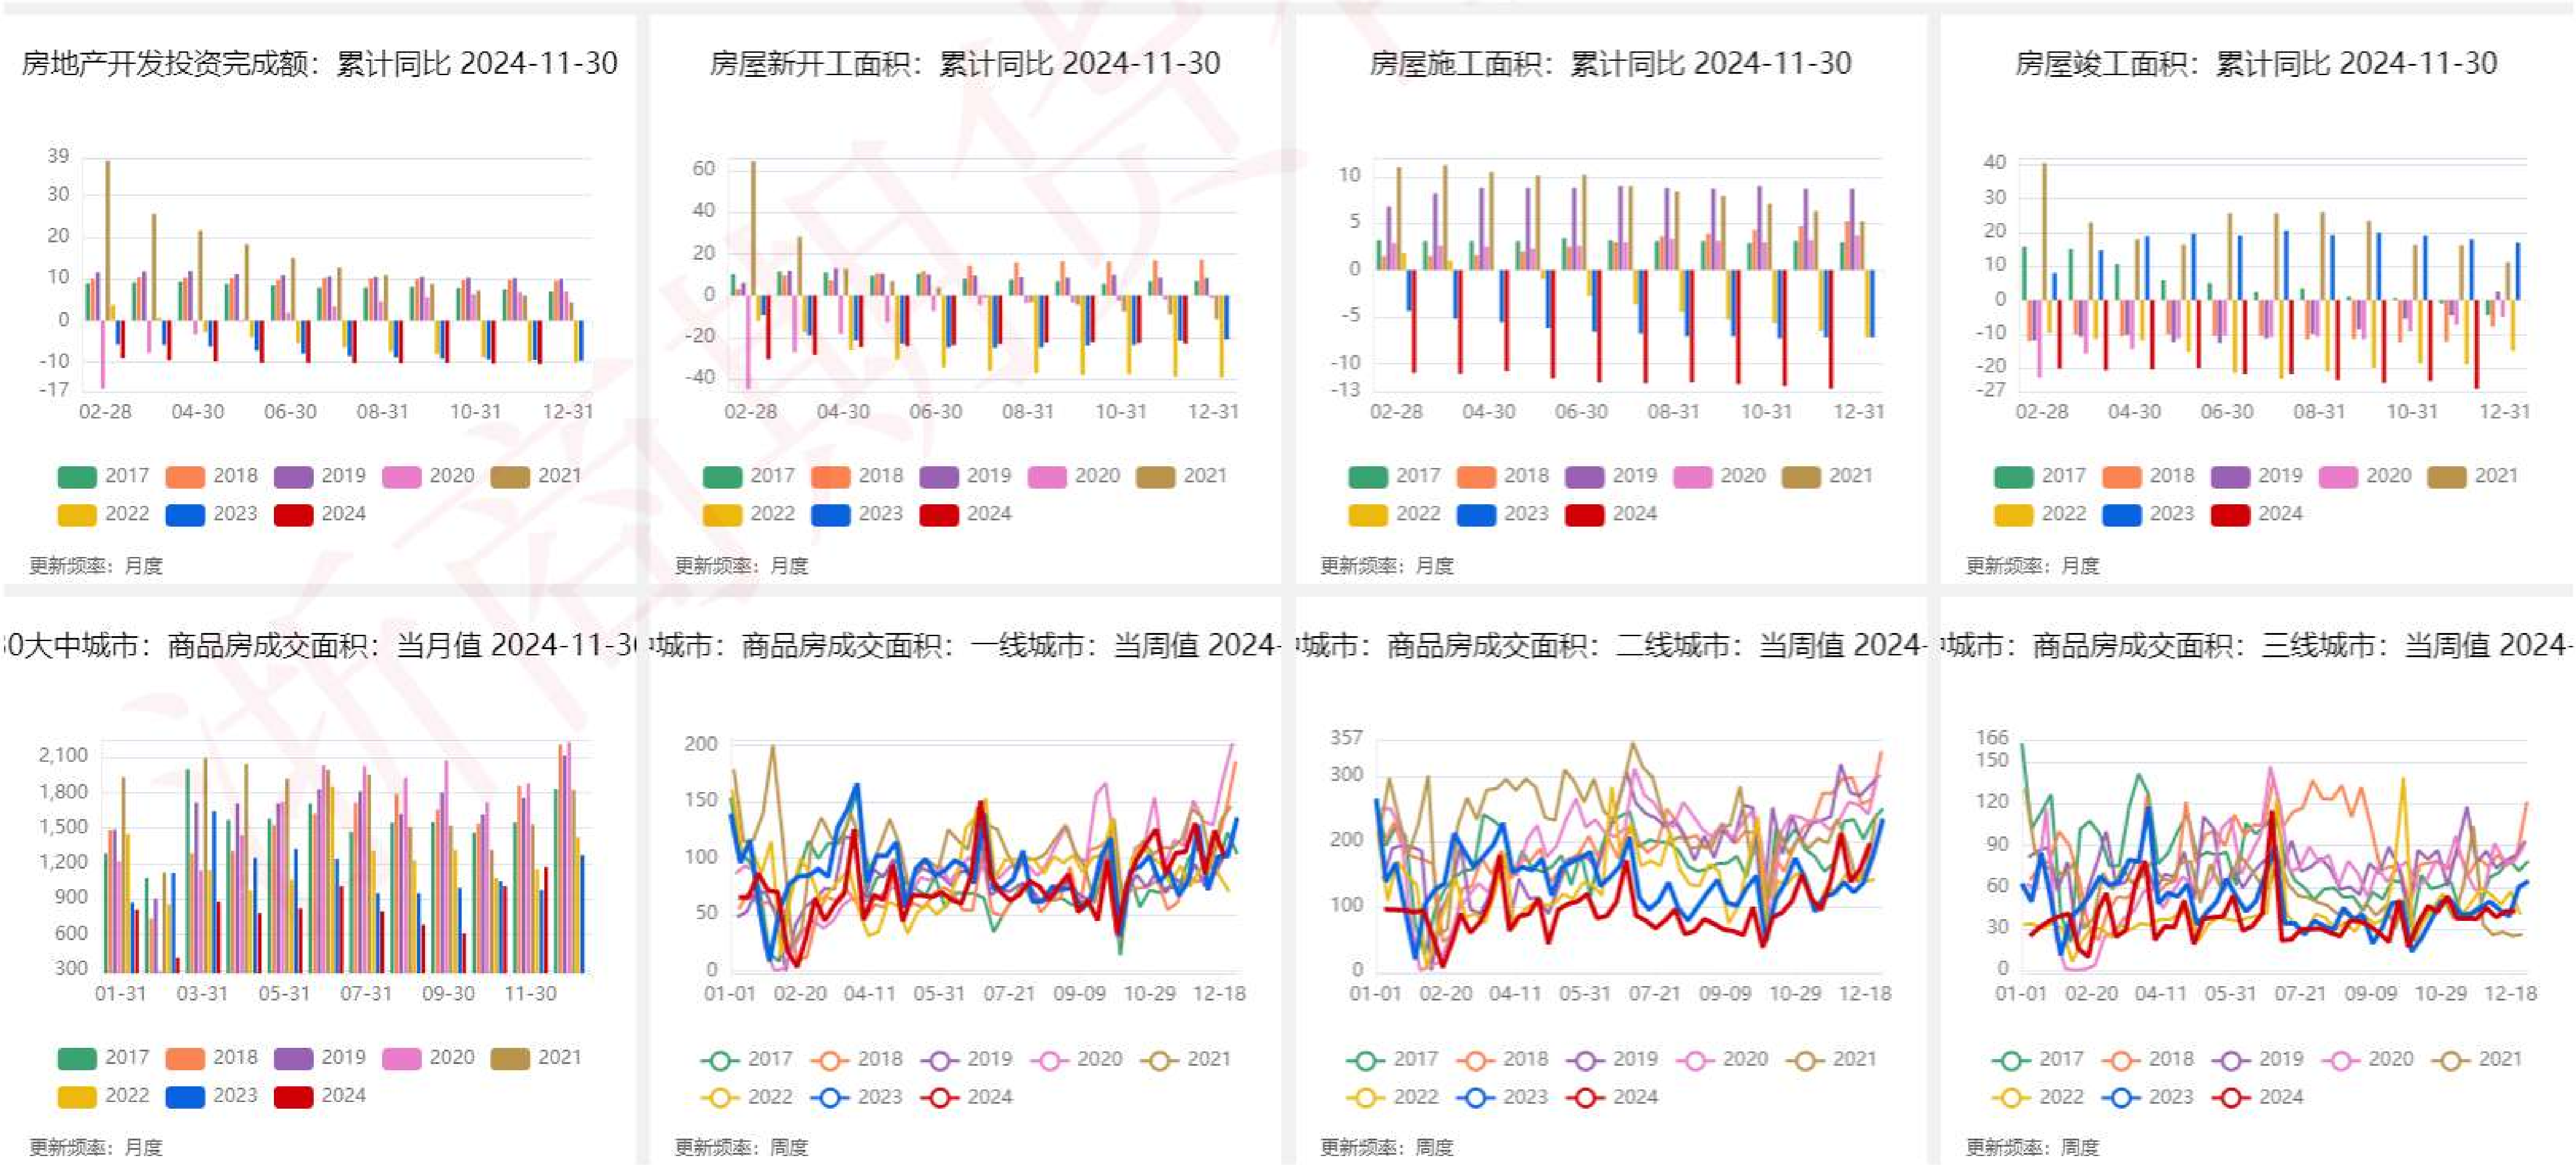 房地产开发投资完成额：累计同比 2024-11-30
39
30
20
10
0
-10
-17
02-28 04-30 06-30 08-31 10-31 12-31
2017 2018 2019 2020 2021
2022 2023 2024
更新频率：月度
房屋新开工面积：累计同比 2024-11-30
60
40
20
0
-20
-40
02-28 04-30 06-30 08-31 10-31 12-31
2017 2018 2019 2020 2021
2022 2023 2024
更新频率：月度
房屋施工面积：累计同比 2024-11-30
10
5
0
-5
-10
-13
02-28 04-30 06-30 08-31 10-31 12-31
2017 2018 2019 2020 2021
2022 2023 2024
更新频率：月度
房屋竣工面积：累计同比 2024-11-30
40
30
20
10
0
-10
-20
-27
02-28 04-30 06-30 08-31 10-31 12-31
2017 2018 2019 2020 2021
2022 2023 2024
更新频率：月度
0大中城市：商品房成交面积：当月值 2024-11-30
2,100
1,800
1,500
1,200
900
600
300
01-31 03-31 05-31 07-31 09-30 11-30
2017 2018 2019 2020 2021
2022 2023 2024
更新频率：月度
中城市：商品房成交面积：一线城市：当周值 2024-
200
150
100
50
0
01-01 02-20 04-11 05-31 07-21 09-09 10-29 12-18
2017 2018 2019 2020 2021
2022 2023 2024
更新频率：周度
中城市：商品房成交面积：二线城市：当周值 2024-
357
300
200
100
0
01-01 02-20 04-11 05-31 07-21 09-09 10-29 12-18
2017 2018 2019 2020 2021
2022 2023 2024
更新频率：周度
中城市：商品房成交面积：三线城市：当周值 2024-
166
150
120
90
60
30
0
01-01 02-20 04-11 05-31 07-21 09-09 10-29 12-18
2017 2018 2019 2020 2021
2022 2023 2024
更新频率：周度
浙商期货